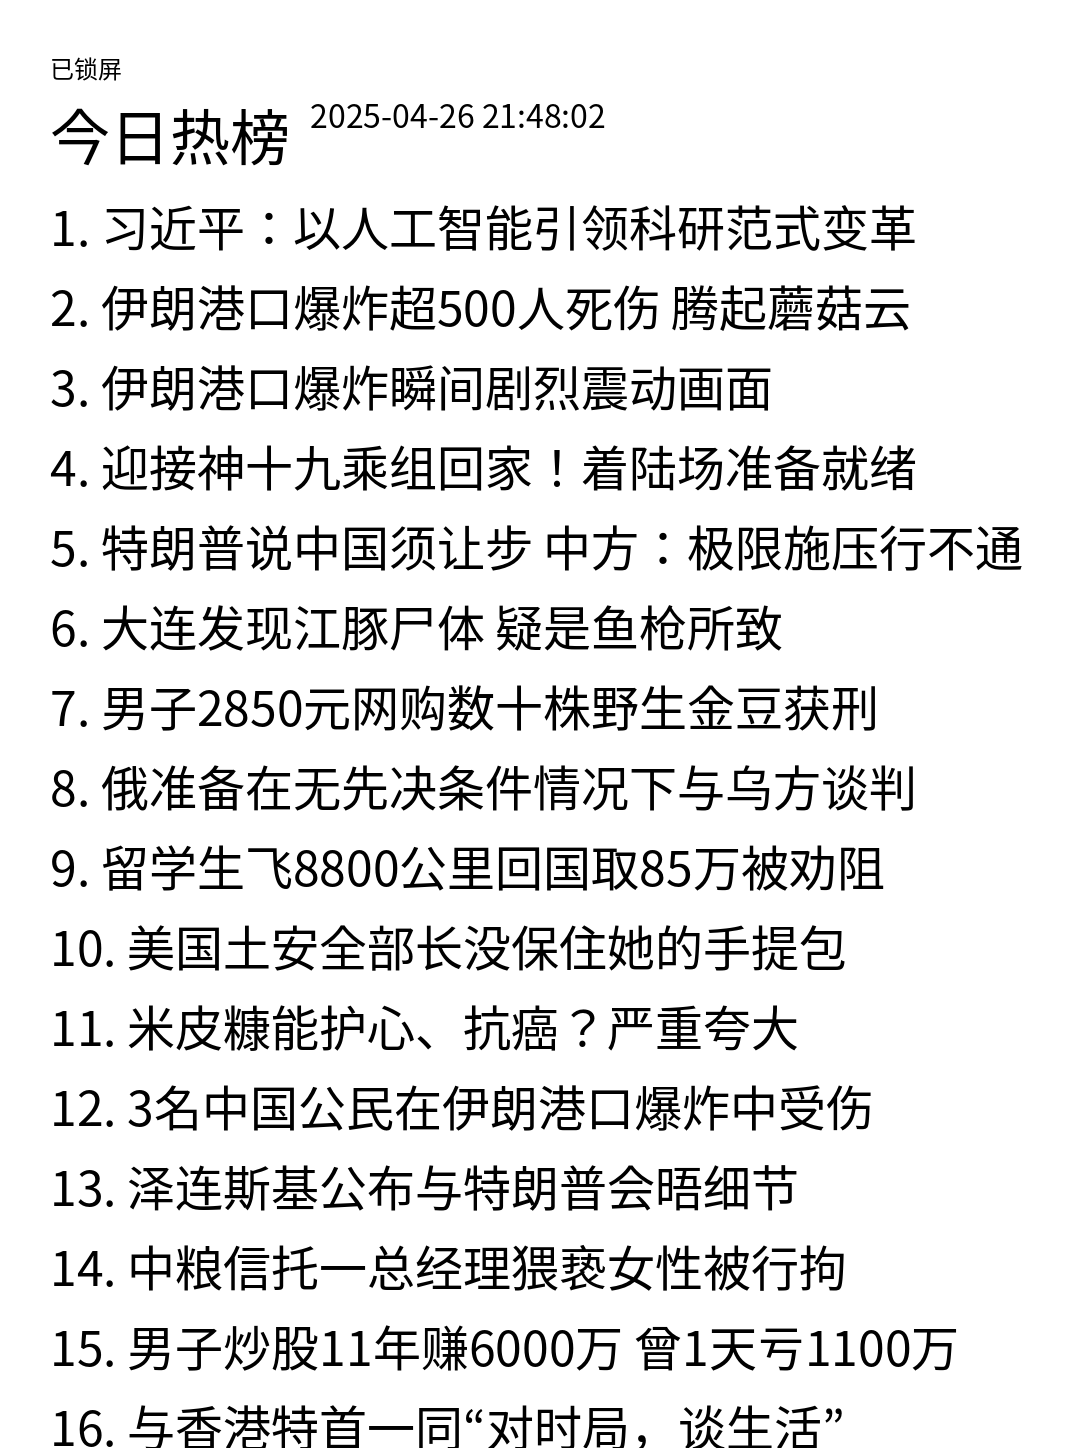 已锁屏
今日热榜 2025-04-26 21:48:02
1. 习近平：以人工智能引领科研范式变革
2. 伊朗港口爆炸超500人死伤 腾起蘑菇云
3. 伊朗港口爆炸瞬间剧烈震动画面
4. 迎接神十九乘组回家！着陆场准备就绪
5. 特朗普说中国须让步 中方：极限施压行不通
6. 大连发现江豚尸体 疑是鱼枪所致
7. 男子2850元网购数十株野生金豆获刑
8. 俄准备在无先决条件情况下与乌方谈判
9. 留学生飞8800公里回国取85万被劝阻
10. 美国土安全部长没保住她的手提包
11. 米皮糠能护心、抗癌？严重夸大
12. 3名中国公民在伊朗港口爆炸中受伤
13. 泽连斯基公布与特朗普会晤细节
14. 中粮信托一总经理猥亵女性被行拘
15. 男子炒股11年赚6000万 曾1天亏1100万
16. 与香港特首一同“对时局，谈生活”